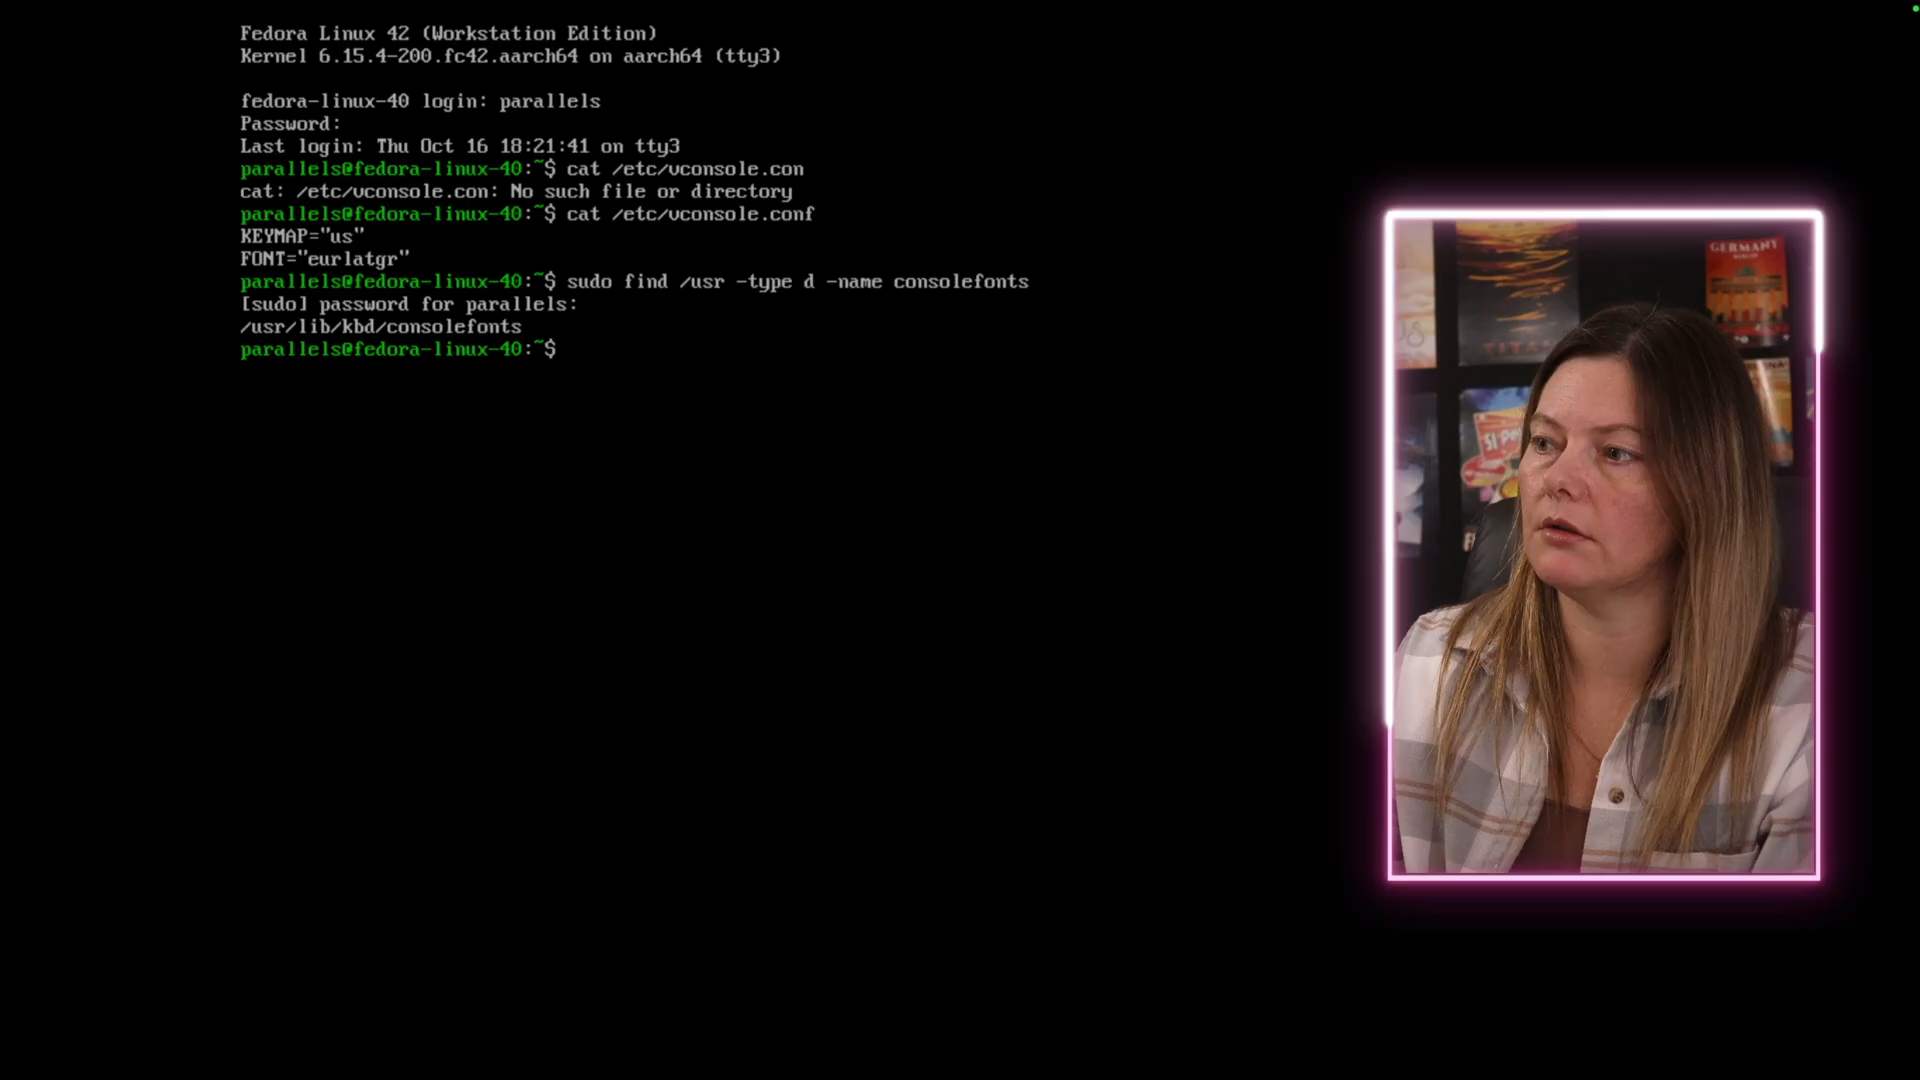 Fedora Linux 42 (Workstation Edition)
Kernel 6.15.4-200.fc42.aarch64 on aarch64 (tty3)
fedora-linux-40 login: parallels
Password:
Last login: Thu Oct 16 18:21:41 on tty3
parallels@fedora-linux-40:~$ cat /etc/vconsole.con
cat: /etc/vconsole.con: No such file or directory
parallels@fedora-linux-40:~$ cat /etc/vconsole.conf
KEYMAP="us"
FONT="eurlatgr"
parallels@fedora-linux-40:~$ sudo find /usr -type d -name consolefonts
[sudo] password for parallels:
/usr/lib/kbd/consolefonts
parallels@fedora-linux-40:~$
GERMANY